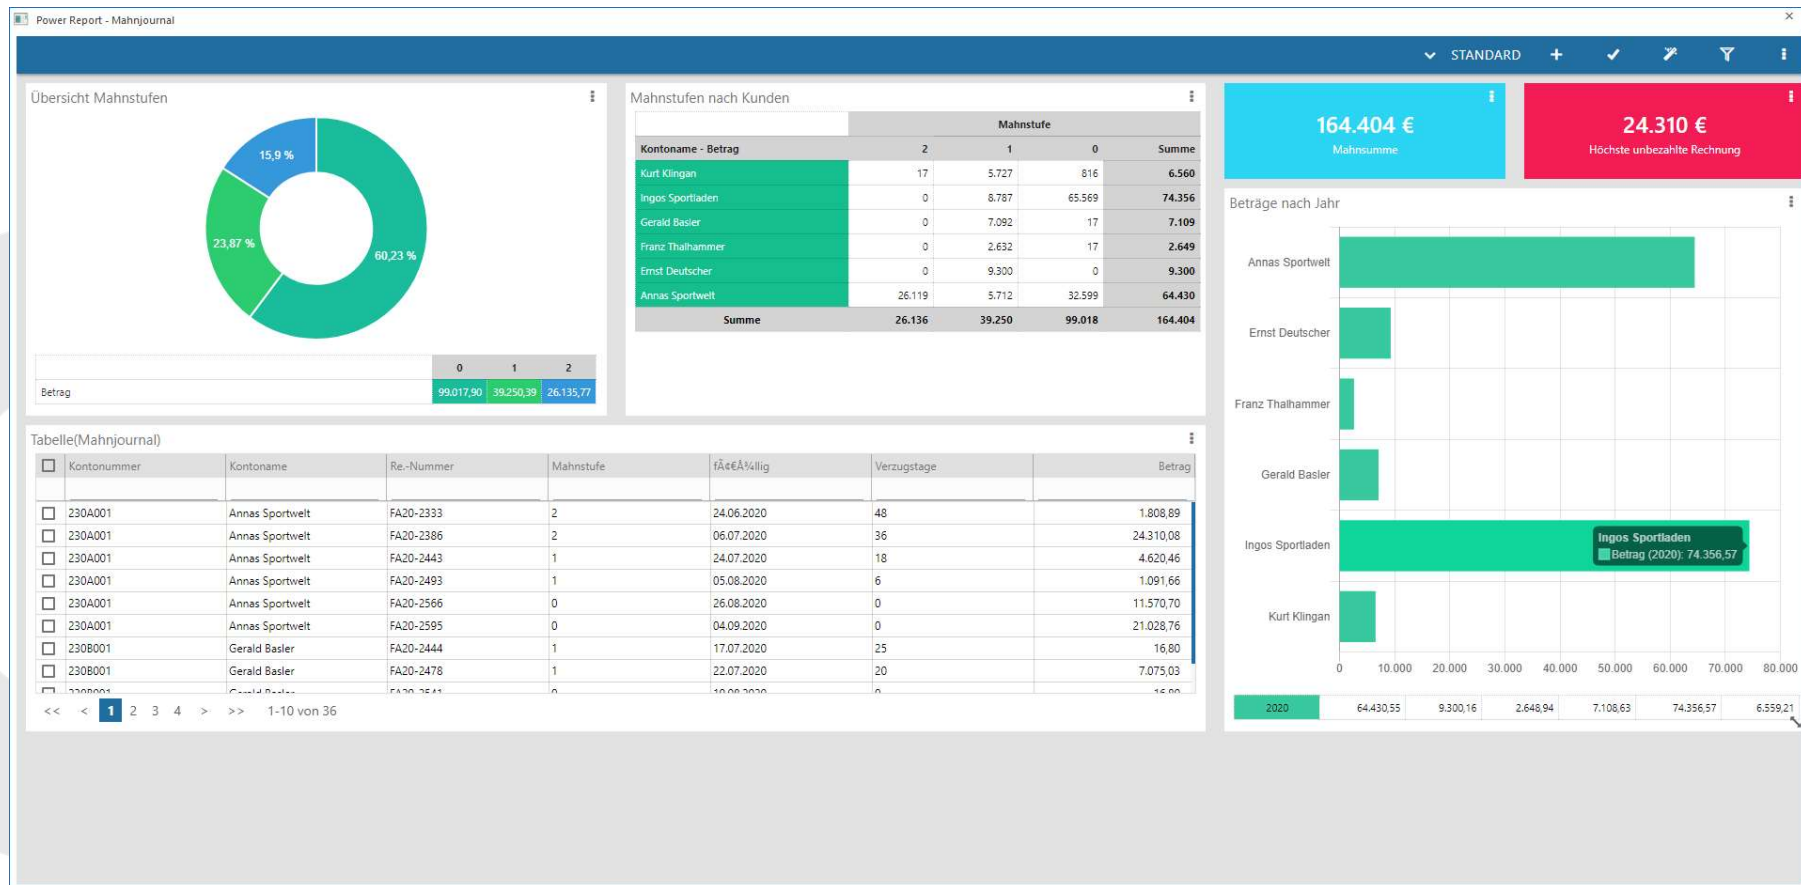 Power Report - Mahnjournal
STANDARD
Übersicht Mahnstufen
15,9 %
23,87 %
60,23 %
0 1 2
Betrag 99.017,90 39.250,39 26.135,77
Mahnstufen nach Kunden
Mahnstufe
Kontoname - Betrag 2 1 0 Summe
Kurt Klingan 17 5.727 816 6.560
Ingos Sportladen 0 8.787 65.569 74.356
Gerald Basler 0 7.092 17 7.109
Franz Thalhammer 0 2.632 17 2.649
Ernst Deutscher 0 9.300 0 9.300
Annas Sportwelt 26.119 5.712 32.599 64.430
Summe 26.136 39.250 99.018 164.404
164.404 €
Mahnsumme
24.310 €
Höchste unbezahlte Rechnung
Beträge nach Jahr
Annas Sportwelt
Ernst Deutscher
Franz Thalhammer
Gerald Basler
Ingos Sportladen
Ingos Sportladen
Betrag (2020): 74.356,57
Kurt Klingan
0 10.000 20.000 30.000 40.000 50.000 60.000 70.000 80.000
2020 64.430,55 9.300,16 2.648,94 7.108,63 74.356,57 6.559,21
Tabelle(Mahnjournal)
Kontonummer Kontoname Re.-Nummer Mahnstufe fÃ¢€Å¼llig Verzugstage Betrag
230A001 Annas Sportwelt FA20-2333 2 24.06.2020 48 1.808,89
230A001 Annas Sportwelt FA20-2386 2 06.07.2020 36 24.310,08
230A001 Annas Sportwelt FA20-2443 1 24.07.2020 18 4.620,46
230A001 Annas Sportwelt FA20-2493 1 05.08.2020 6 1.091,66
230A001 Annas Sportwelt FA20-2566 0 26.08.2020 0 11.570,70
230A001 Annas Sportwelt FA20-2595 0 04.09.2020 0 21.028,76
230B001 Gerald Basler FA20-2444 1 17.07.2020 25 16,80
230B001 Gerald Basler FA20-2478 1 22.07.2020 20 7.075,03
230B001 Gerald Basler FA20-2541 0 19.08.2020 0 16,80
<< < 1 2 3 4 > >> 1-10 von 36